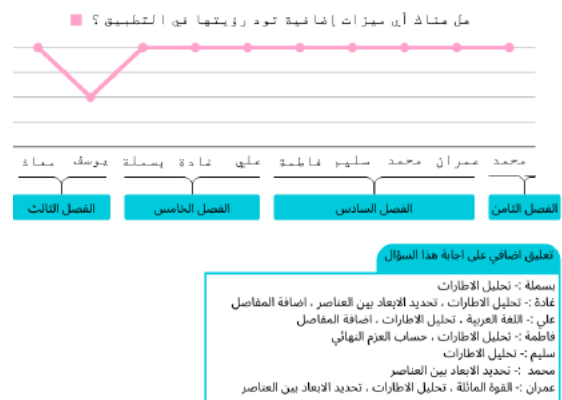 هل هناك أي ميزات إضافية تود رؤيتها في التطبيق ؟
محمد عمران محمد سليم فاطمة علي غادة بسملة يوسف معاذ
الفصل الثامن الفصل السادس الفصل الخامس الفصل الثالث
تعليق اضافي على اجابة هذا السؤال
بسملة :- تحليل الاطارات
غادة :- تحليل الاطارات ، تحديد الابعاد بين العناصر ، اضافة المفاصل
علي :- اللغة العربية ، تحليل الاطارات ، اضافة المفاصل
فاطمة :- تحليل الاطارات ، حساب العزم النهائي
سليم :- تحليل الاطارات
محمد :- تحديد الابعاد بين العناصر
عمران :- القوة المائلة ، تحليل الاطارات ، تحديد الابعاد بين العناصر